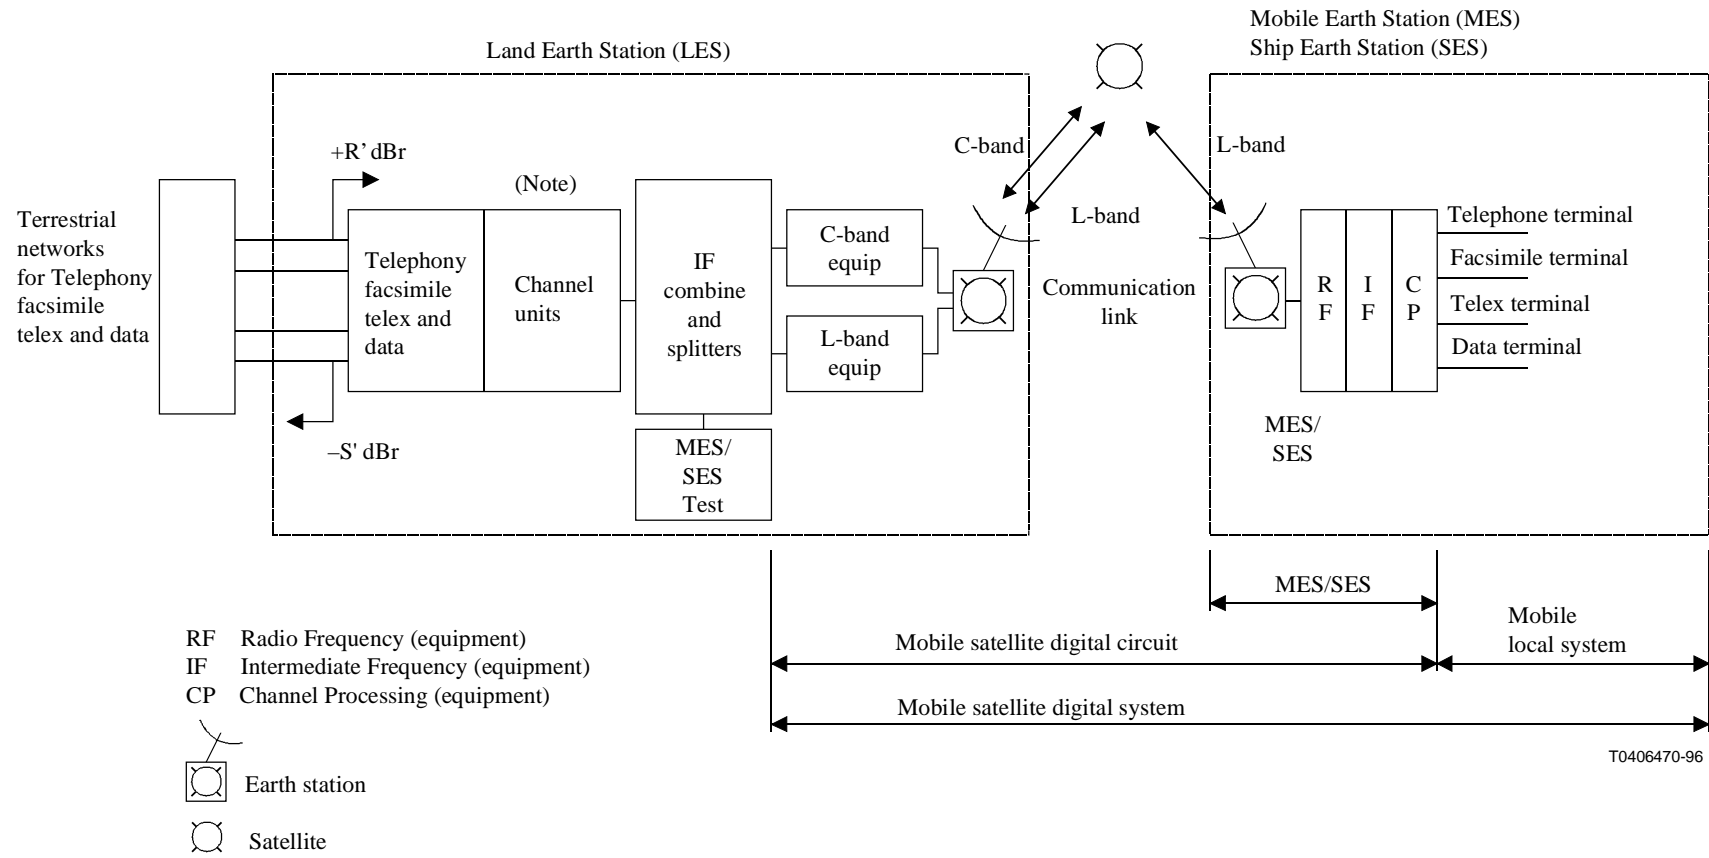 Mobile Earth Station (MES)
Ship Earth Station (SES)
Land Earth Station (LES)
+R’ dBr
(Note)
C-band
L-band
L-band
Terrestrial
networks
for Telephony
facsimile
telex and data
Telephony
facsimile
telex and
data
Channel
units
IF
combine
and
splitters
C-band
equip
L-band
equip
Communication
link
R
F
I
F
C
P
Telephone terminal
Facsimile terminal
Telex terminal
Data terminal
–S' dBr
MES/
SES
Test
MES/
SES
MES/SES
Mobile
local system
Mobile satellite digital circuit
Mobile satellite digital system
RF Radio Frequency (equipment)
IF Intermediate Frequency (equipment)
CP Channel Processing (equipment)
T0406470-96
Earth station
Satellite